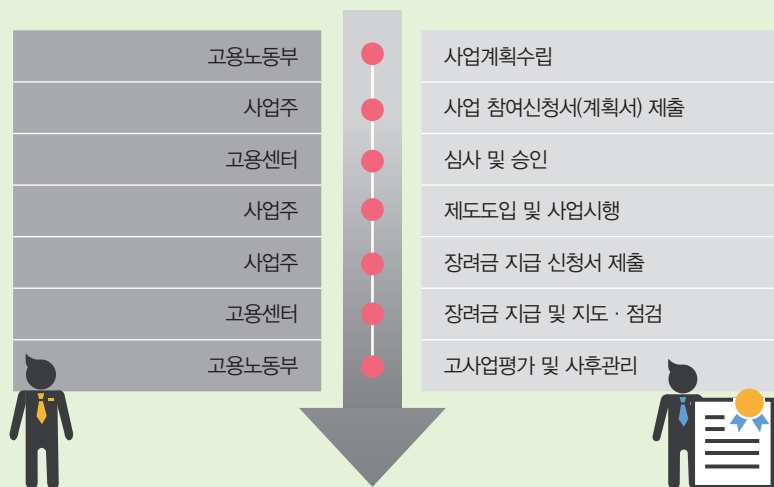 고용노동부 사업계획수립
사업주 사업 참여신청서(계획서) 제출
고용센터 심사 및 승인
사업주 제도도입 및 사업시행
사업주 장려금 지급 신청서 제출
고용센터 장려금 지급 및 지도 · 점검
고용노동부 고사업평가 및 사후관리